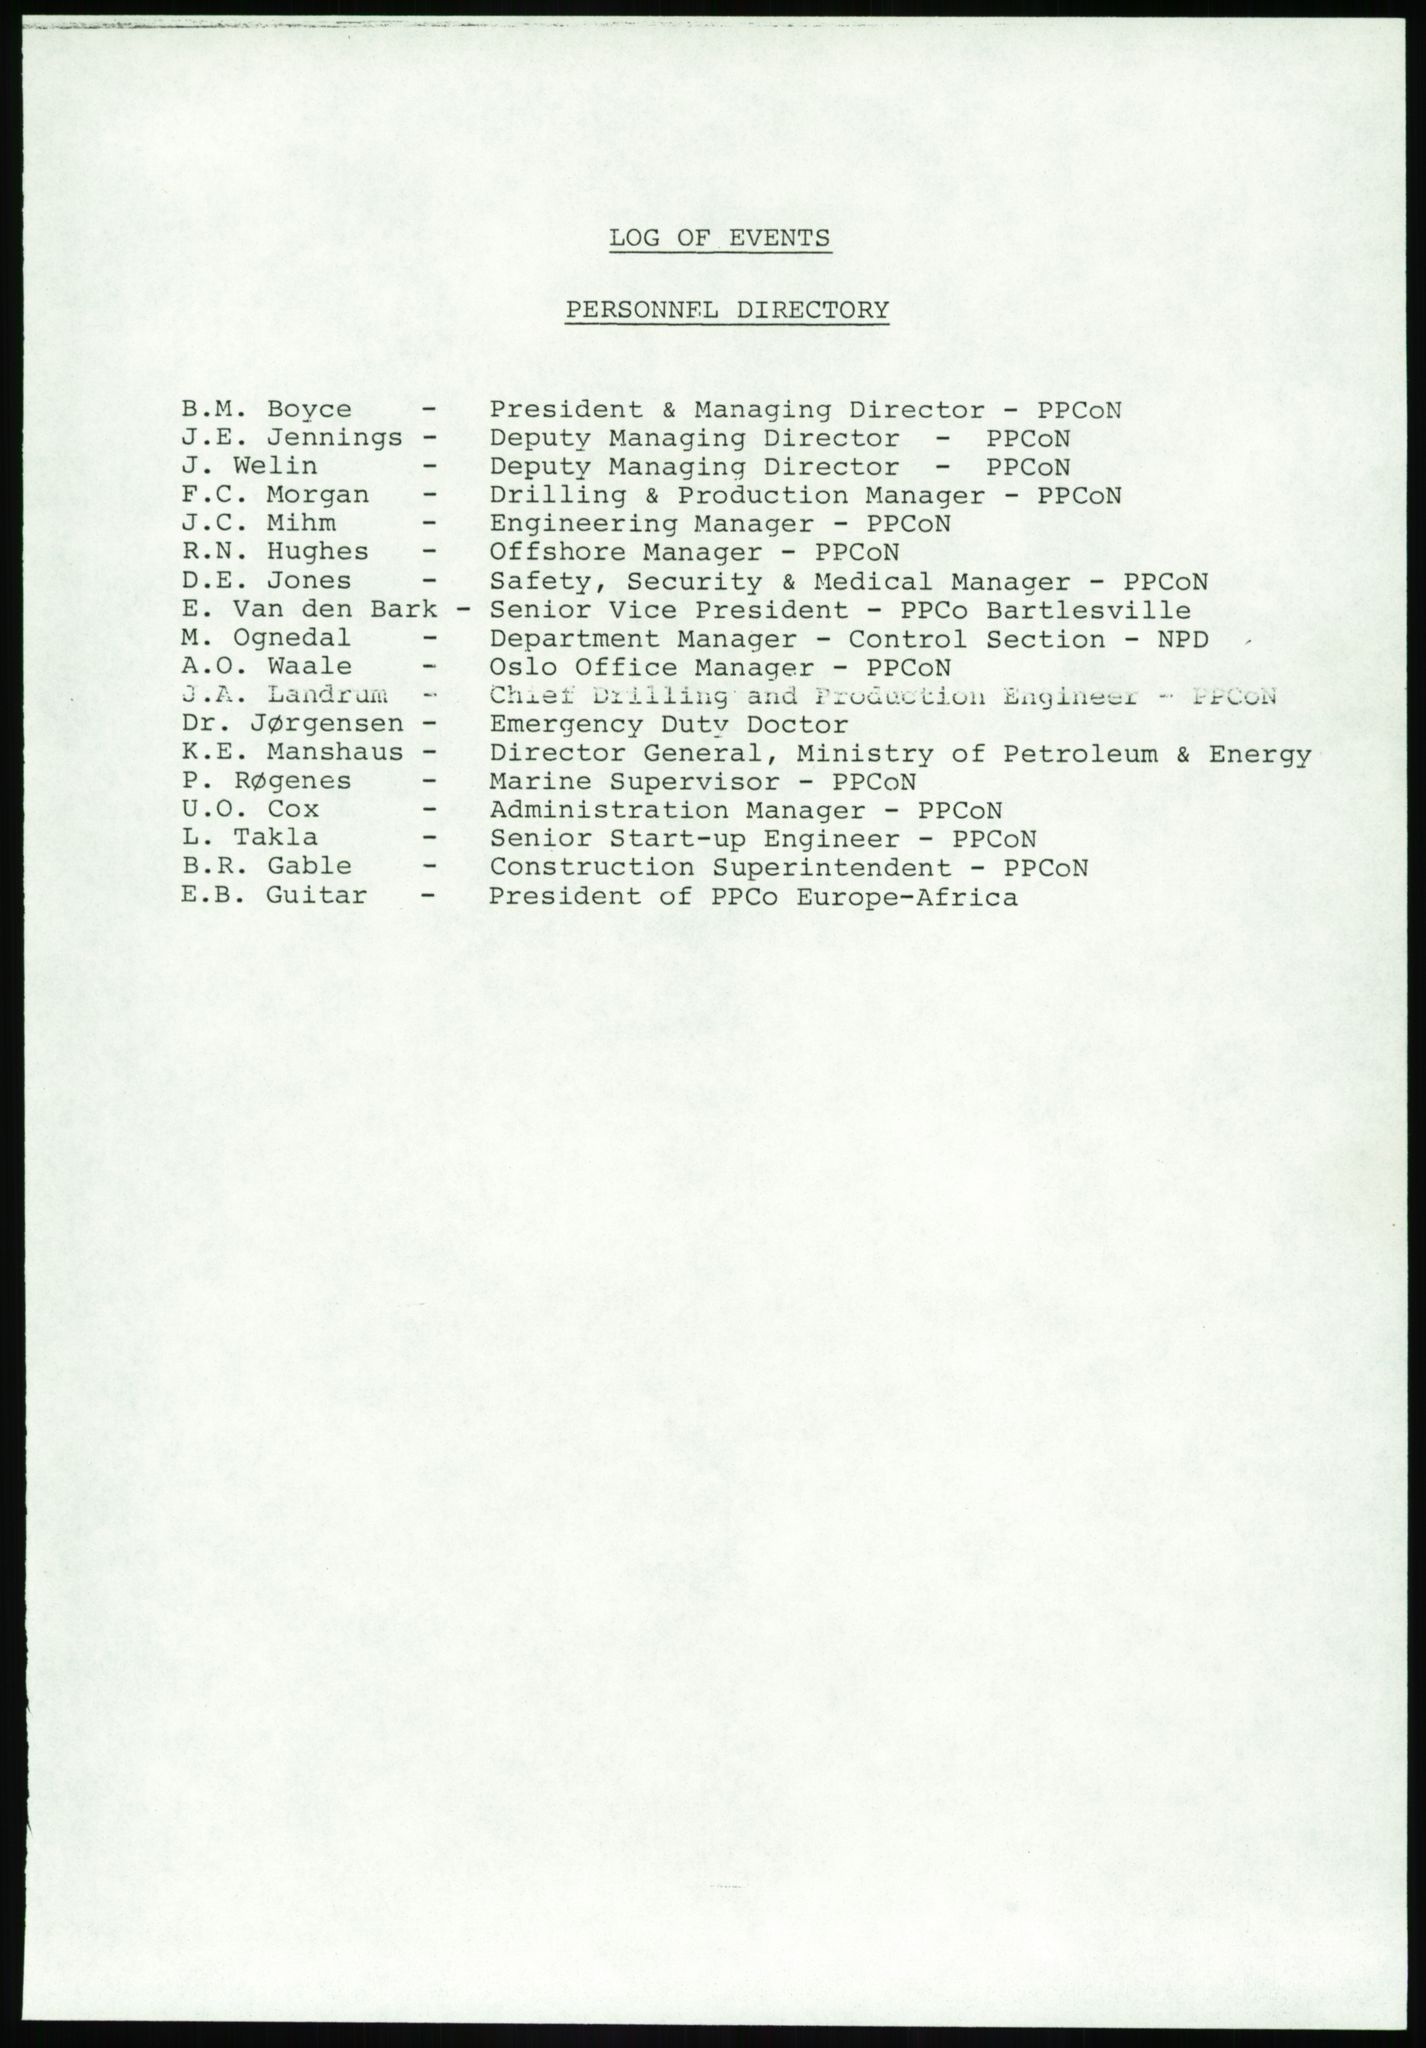 LOG OF EVENTS
PERSONNEL DIRECTORY
B.M. Boyce - President & Managing Director - PPCoN
J.E. Jennings - Deputy Managing Director - PPCoN
J. Welin - Deputy Managing Director - PPCoN
F.C. Morgan - Drilling & Production Manager - PPCoN
J.C. Mihm - Engineering Manager - PPCoN
R.N. Hughes - Offshore Manager - PPCoN
D.E. Jones - Safety, Security & Medical Manager - PPCoN
E. Van den Bark - Senior Vice President - PPCo Bartlesville
M. Ognedal - Department Manager - Control Section - NPD
A.O. Waale - Oslo Office Manager - PPCoN
J.A. Landrum - Chief Drilling and Production Engineer - PPCoN
Dr. Jørgensen - Emergency Duty Doctor
K.E. Manshaus - Director General, Ministry of Petroleum & Energy
P. Røgenes - Marine Supervisor - PPCoN
U.O. Cox - Administration Manager - PPCoN
L. Takla - Senior Start-up Engineer - PPCoN
B.R. Gable - Construction Superintendent - PPCoN
E.B. Guitar - President of PPCo Europe-Africa